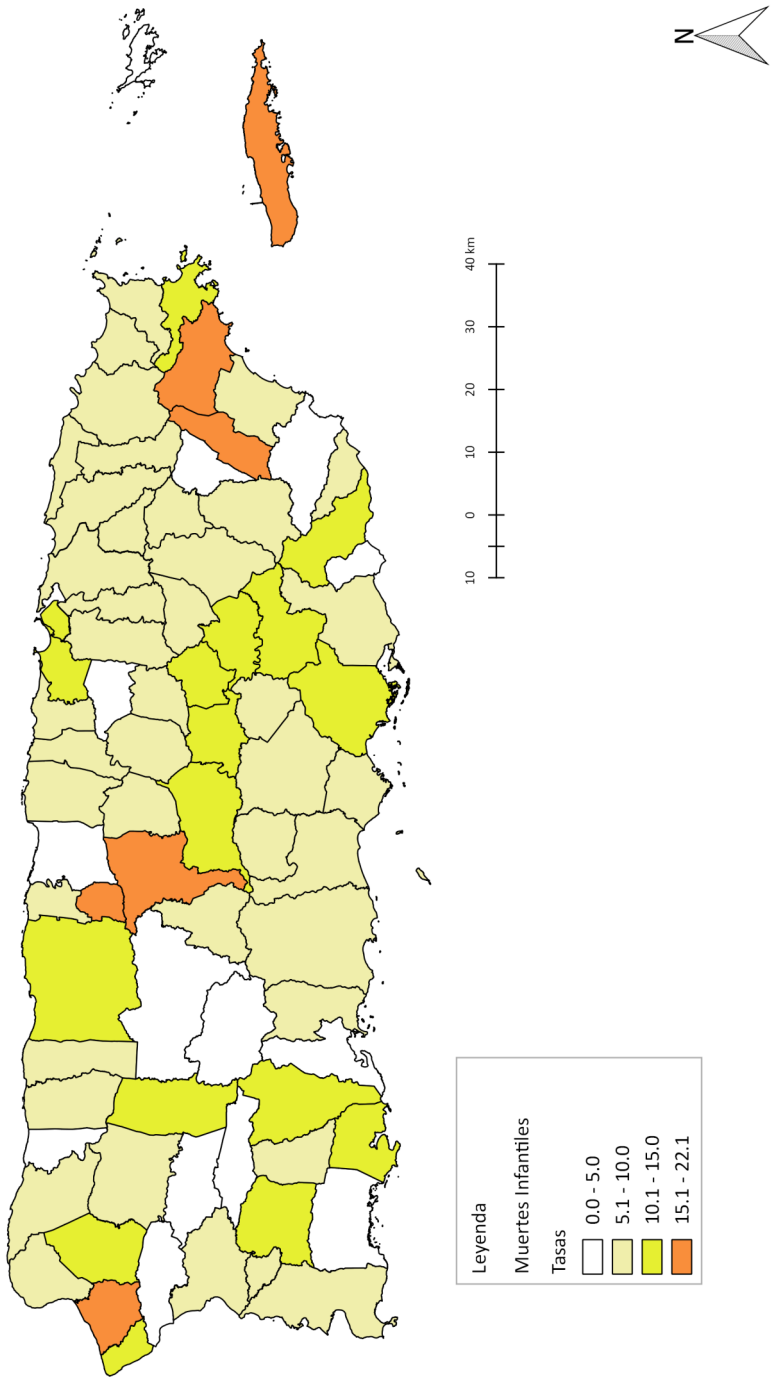 N
10 0 10 20 30 40 km
Leyenda
Muertes Infantiles
Tasas
0.0 - 5.0
5.1 - 10.0
10.1 - 15.0
15.1 - 22.1